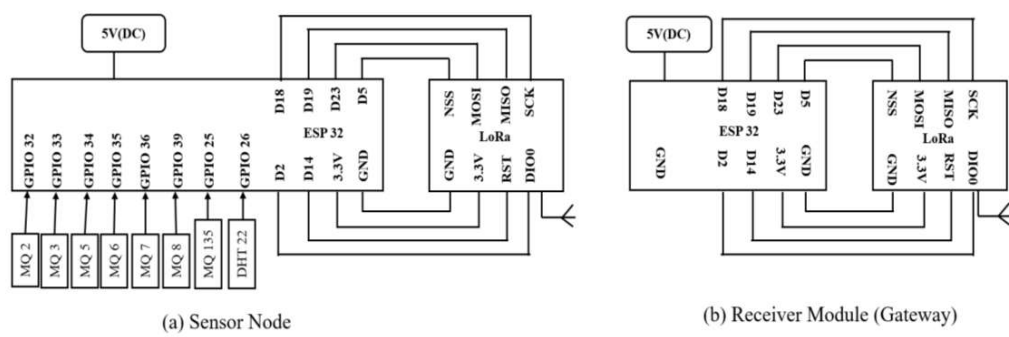 5V(DC)
D18
D19
D23
D5
NSS
MOSI
MISO
SCK
ESP 32
LoRa
GPIO 32
GPIO 33
GPIO 34
GPIO 35
GPIO 36
GPIO 39
GPIO 25
GPIO 26
D2
D14
3.3V
GND
GND
3.3V
RST
DIO0
MQ 2
MQ 3
MQ 5
MQ 6
MQ 7
MQ 8
MQ 135
DHT 22
(a) Sensor Node
5V(DC)
D18
D19
D23
D5
NSS
MOSI
MISO
SCK
ESP 32
LoRa
GND
D2
D14
3.3V
GND
GND
3.3V
RST
DIO0
(b) Receiver Module (Gateway)